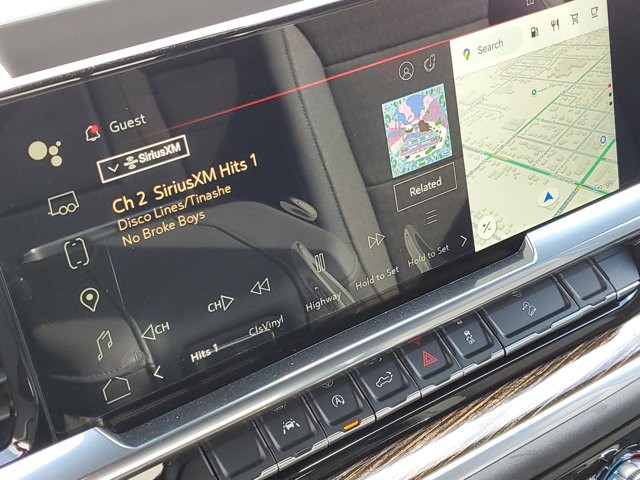 Guest
SiriusXM
Ch 2 SiriusXM Hits 1
Disco Lines/Tinashe
No Broke Boys
Related
Search
CH
CH
Hits 1
ClsVinyl
Highway
Hold to Set
Hold to Set
A
Google